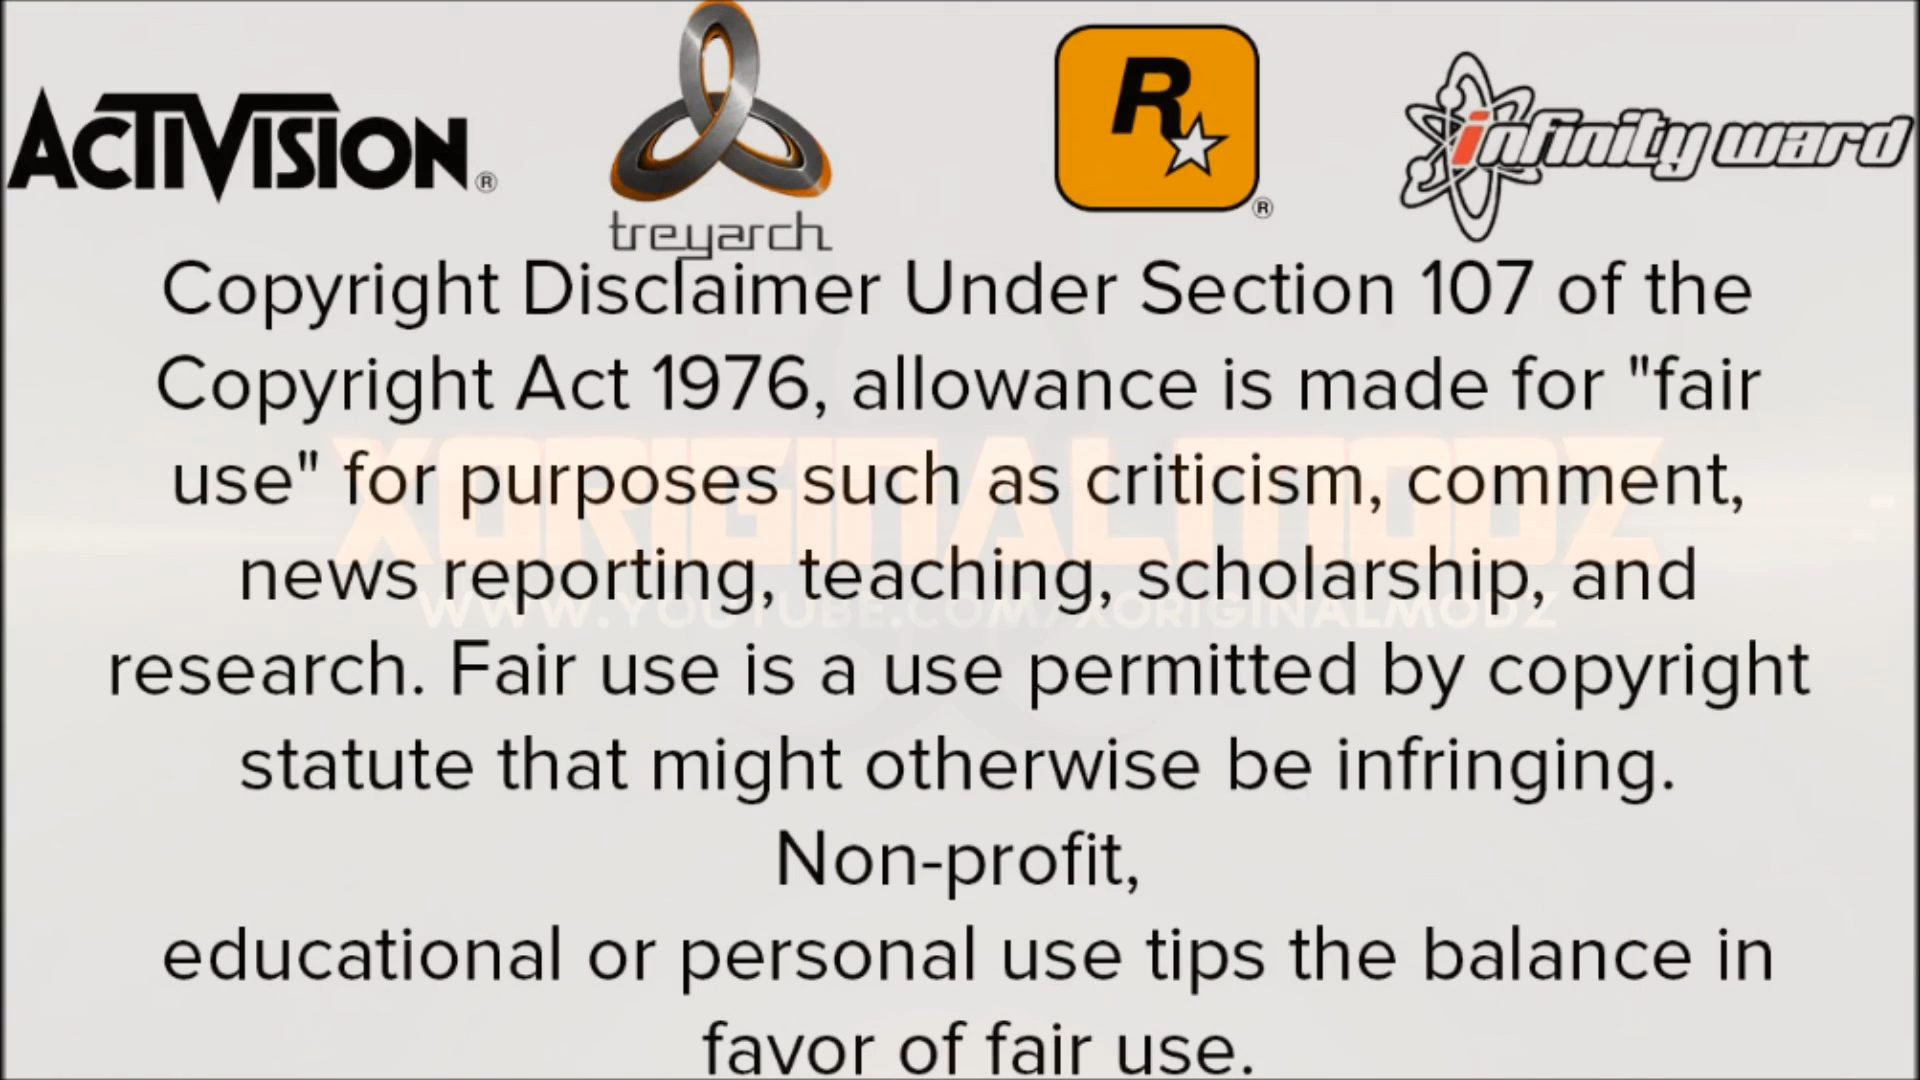 ACTIVISION®
treyarch
R ®
infinity ward
Copyright Disclaimer Under Section 107 of the
Copyright Act 1976, allowance is made for "fair
use" for purposes such as criticism, comment,
XORIGINALMODZ
news reporting, teaching, scholarship, and
WWW.YOUTUBE.COM/XORIGINALMODZ
research. Fair use is a use permitted by copyright
statute that might otherwise be infringing.
Non-profit,
educational or personal use tips the balance in
favor of fair use.